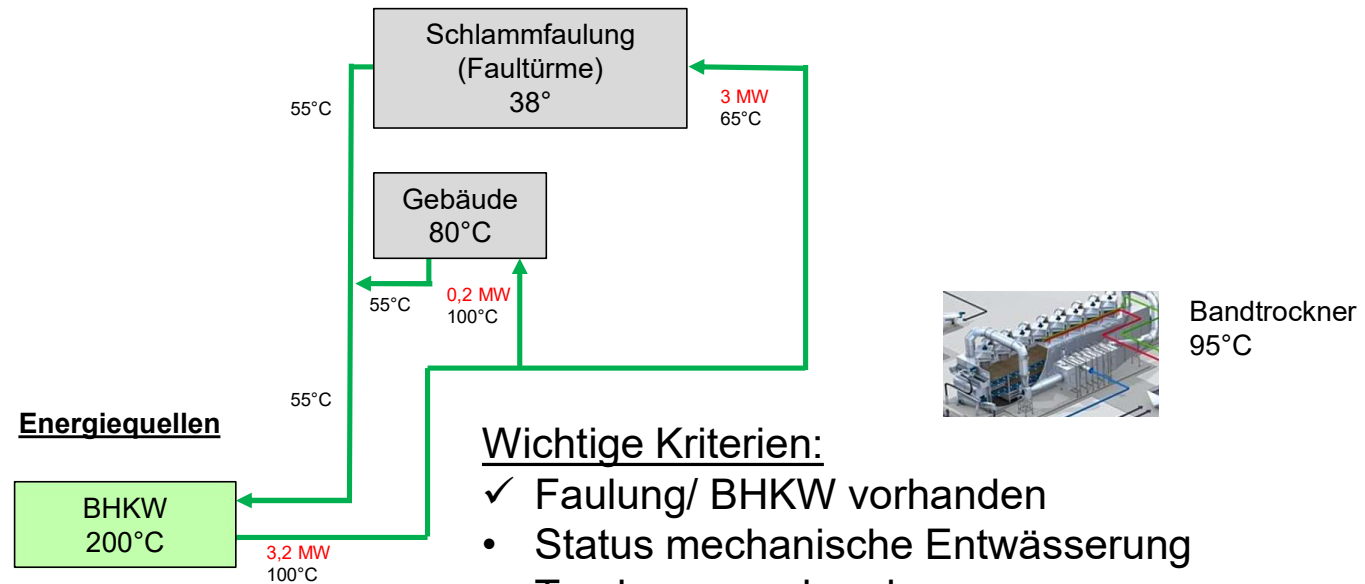 Schlammfaulung
(Faultürme)
38°
55°C
3 MW
65°C
Gebäude
80°C
55°C
0,2 MW
100°C
Bandtrockner
95°C
55°C
Energiequellen
BHKW
200°C
3,2 MW
100°C
Wichtige Kriterien:
✓ Faulung/ BHKW vorhanden
• Status mechanische Entwässerung